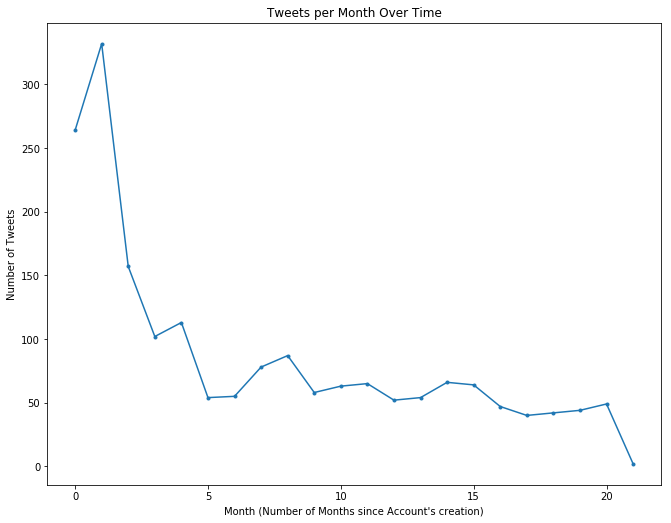 Tweets per Month Over Time
300
250
200
150
100
50
0
Number of Tweets
0 5 10 15 20
Month (Number of Months since Account's creation)